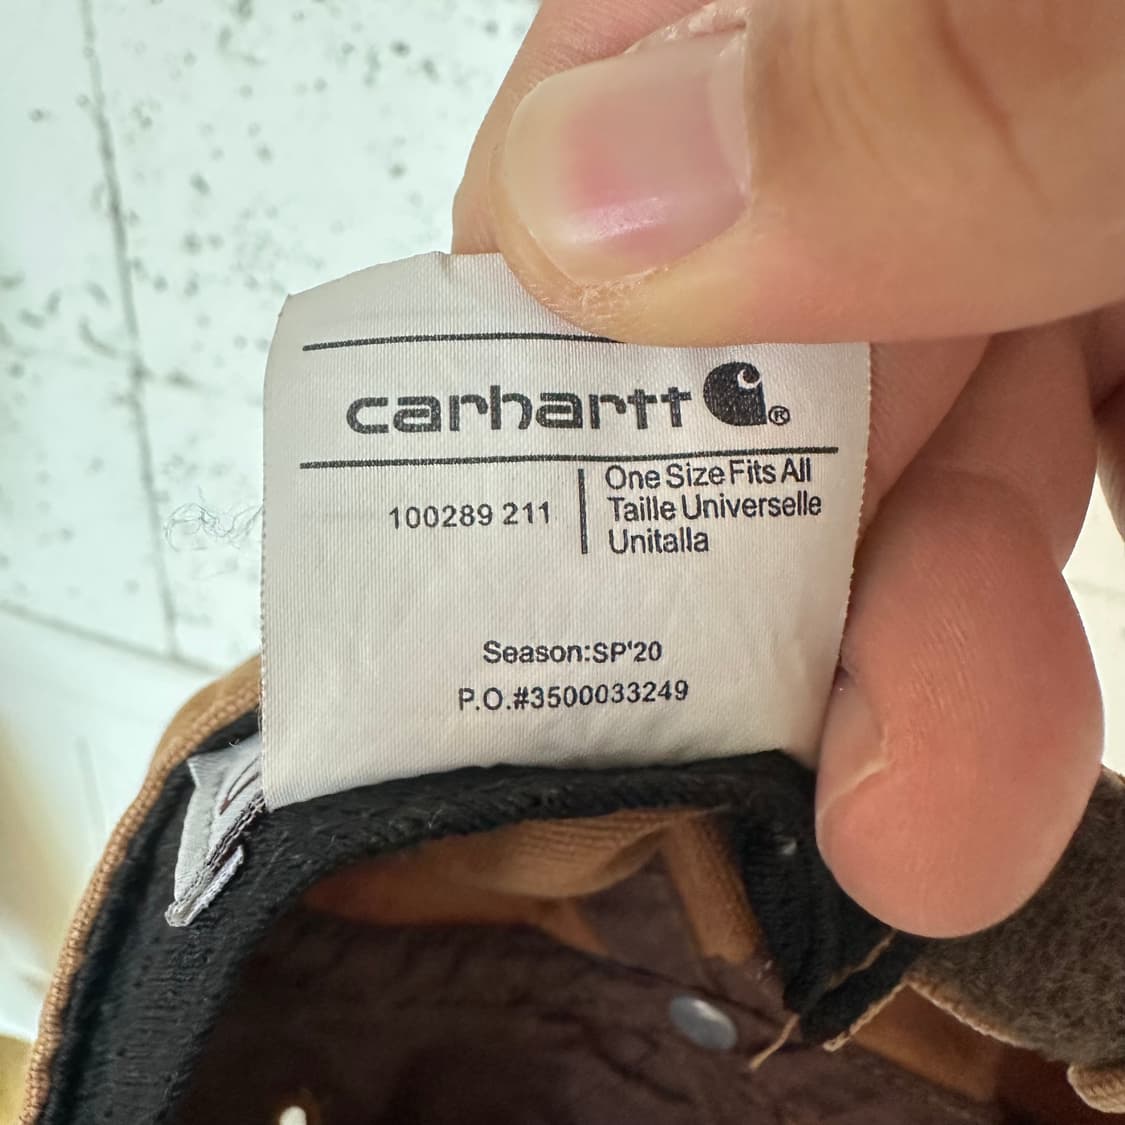 carhartt ®
100289 211
One Size Fits All
Taille Universelle
Unitalla
Season:SP'20
P.O.#3500033249